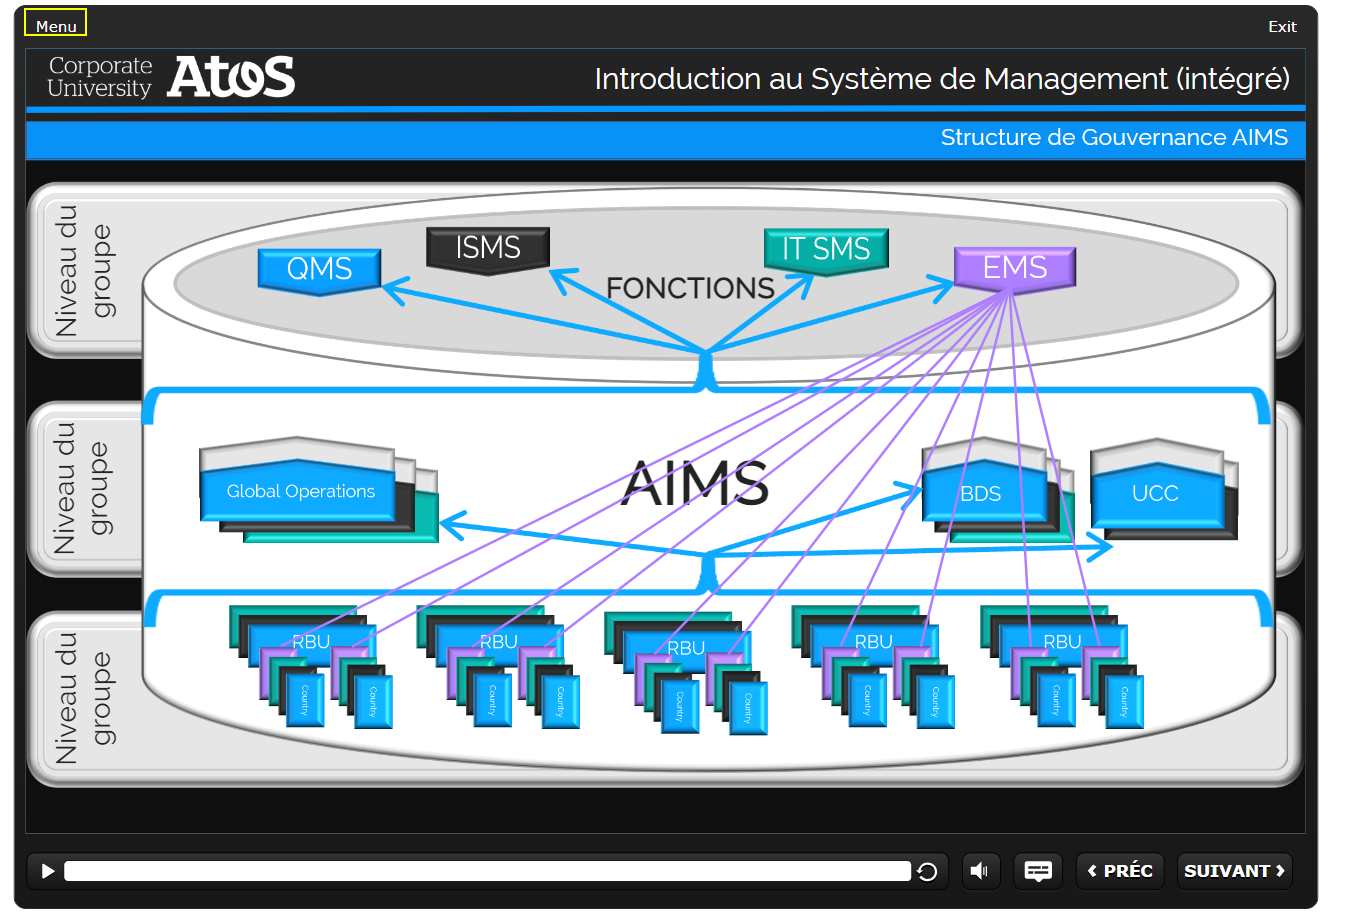 Menu
Exit
Corporate
University
Atos
Introduction au Système de Management (intégré)
Structure de Gouvernance AIMS
Niveau du
groupe
QMS
ISMS
IT SMS
EMS
FONCTIONS
Niveau du
groupe
Global Operations
AIMS
BDS
UCC
Niveau du
groupe
RBU
RBU
RBU
RBU
RBU
Country
Country
Country
Country
Country
Country
Country
Country
Country
Country
PRÉC
SUIVANT